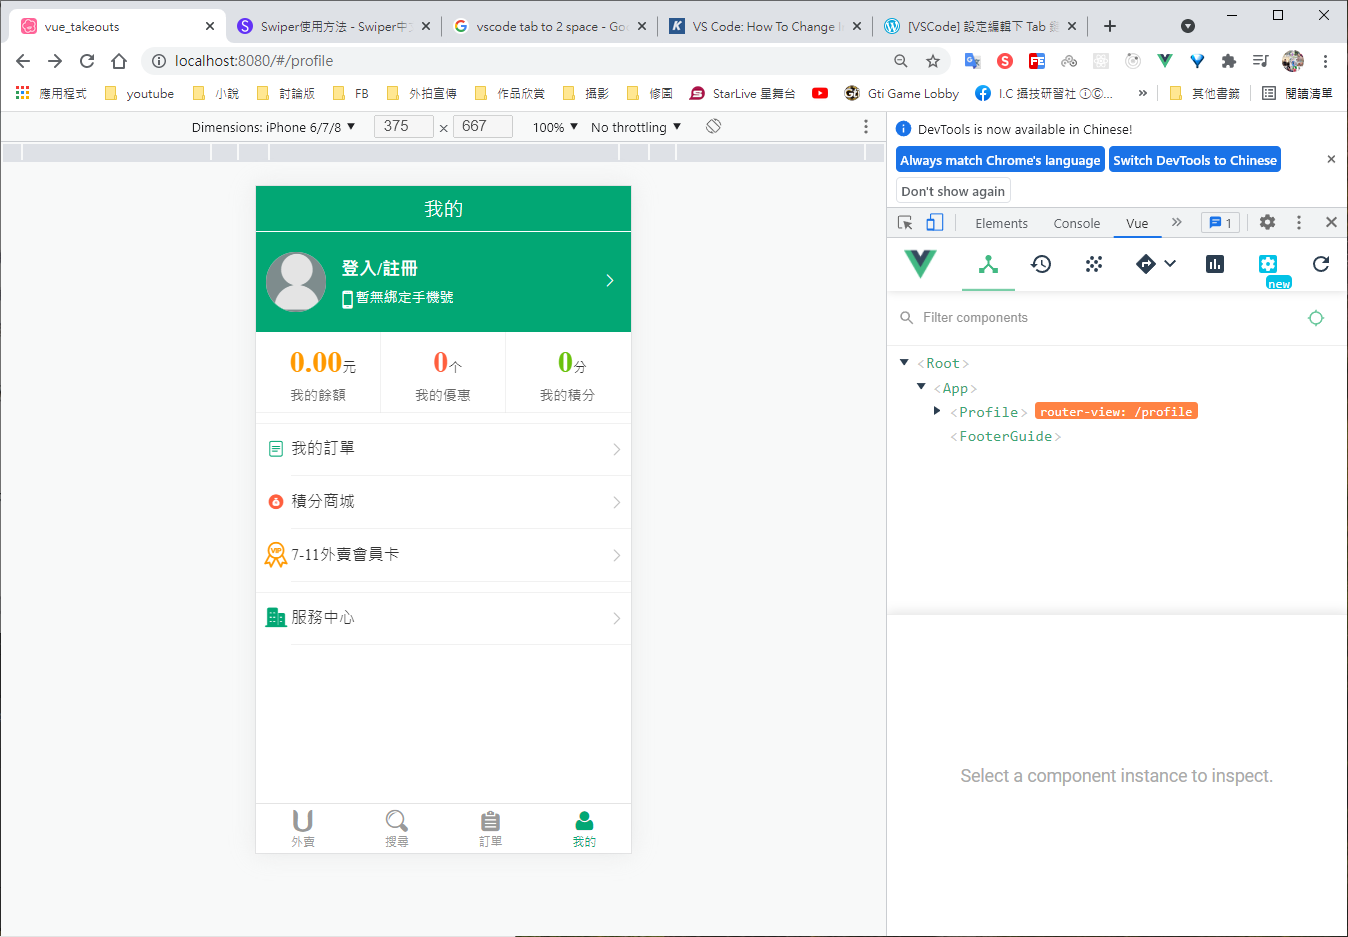 vue_takeouts
Swiper使用方法 - Swiper中
vscode tab to 2 space - Goo
VS Code: How To Change I
[VSCode] 設定編輯下 Tab
localhost:8080/#/profile
應用程式
youtube
小說
討論版
FB
外拍宣傳
作品欣賞
攝影
修圖
StarLive 星舞台
Gti Game Lobby
I.C 攝技研習社 ①Ⓒ...
»
其他書籤
閱讀清單
Dimensions: iPhone 6/7/8 ▼ 375 × 667 100% ▼ No throttling ▼
我的
登入/註冊
暫無綁定手機號
0.00元
0个
0分
我的餘額
我的優惠
我的積分
我的訂單
積分商城
VIP
7-11外賣會員卡
服務中心
外賣
搜尋
訂單
我的
DevTools is now available in Chinese!
Always match Chrome's language
Switch DevTools to Chinese
Don't show again
Elements
Console
Vue
»
1
new
Filter components
<Root>
<App>
<Profile> router-view: /profile
<FooterGuide>
Select a component instance to inspect.